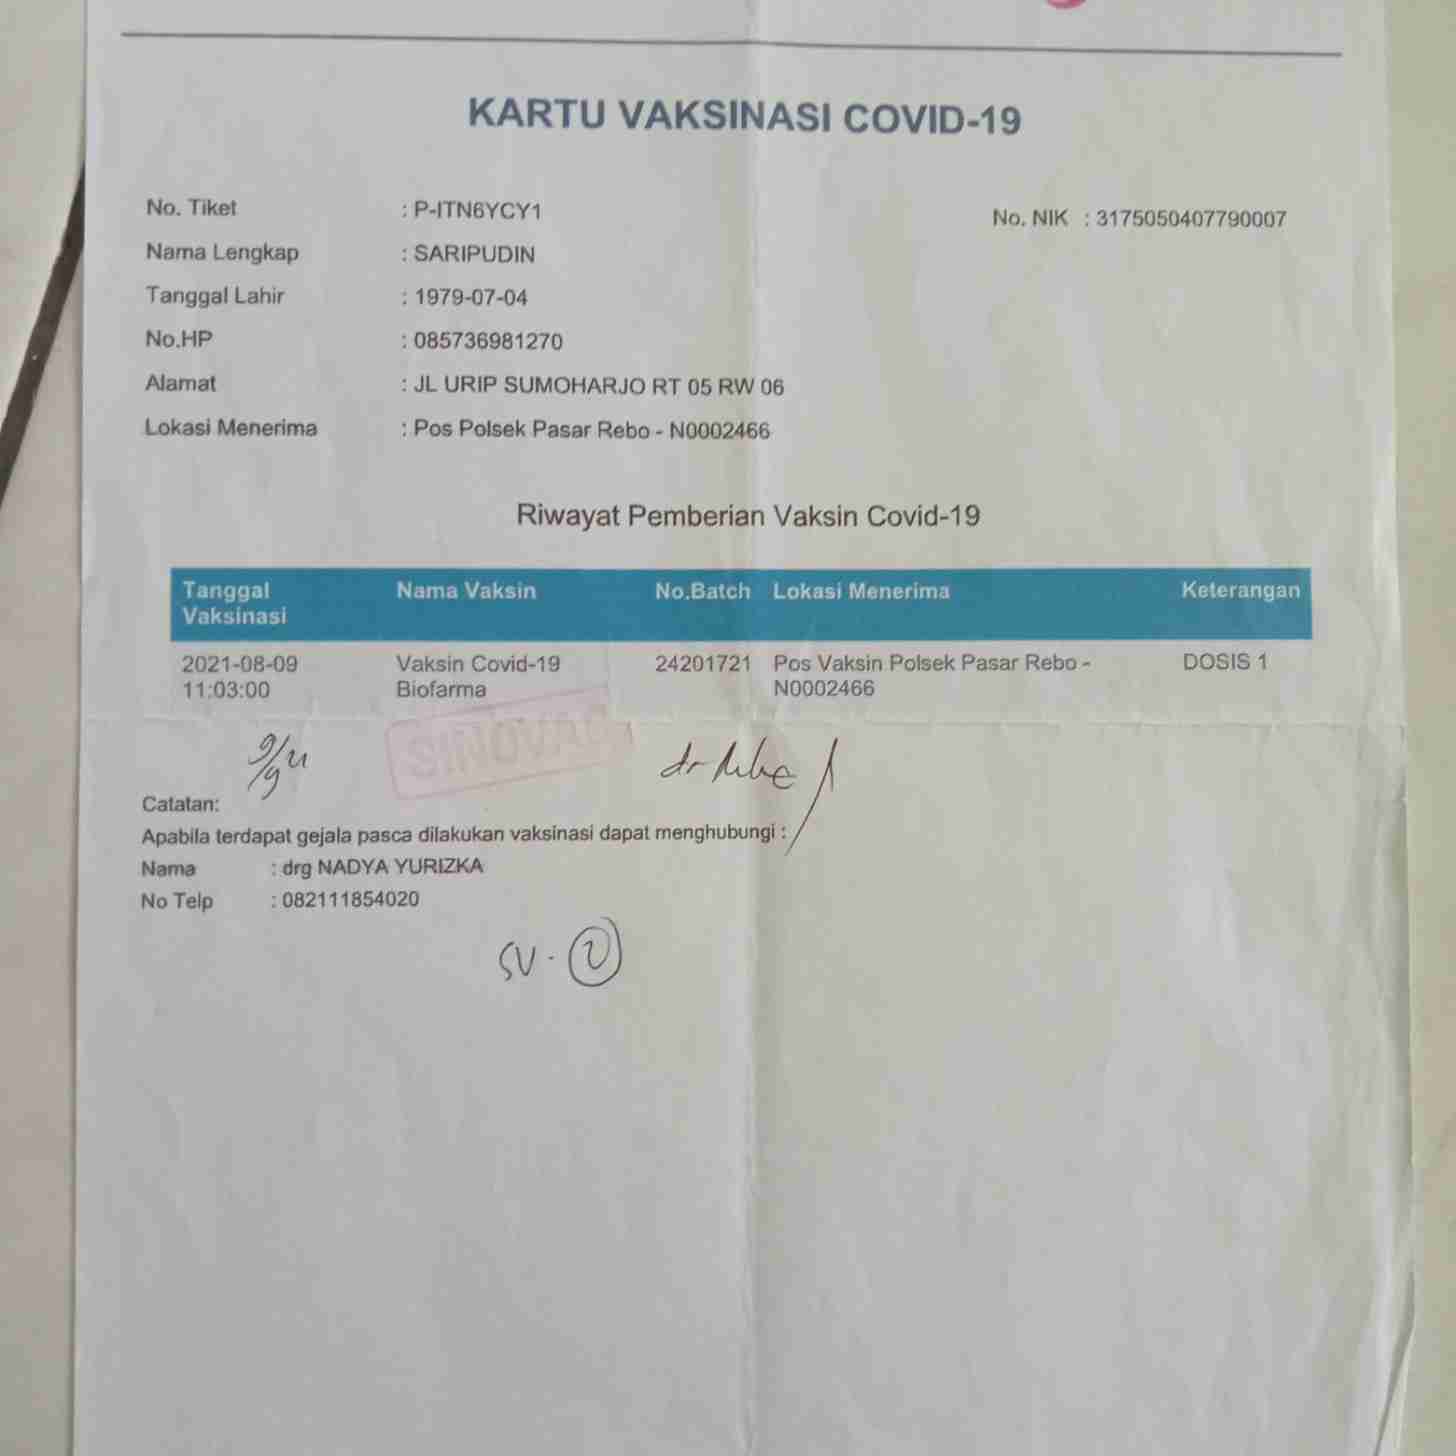 KARTU VAKSINASI COVID-19
No. Tiket : P-ITN6YCY1 No. NIK : 3175050407790007
Nama Lengkap : SARIPUDIN
Tanggal Lahir : 1979-07-04
No.HP : 085736981270
Alamat : JL URIP SUMOHARJO RT 05 RW 06
Lokasi Menerima : Pos Polsek Pasar Rebo - N0002466
Riwayat Pemberian Vaksin Covid-19
Tanggal Vaksinasi Nama Vaksin No.Batch Lokasi Menerima Keterangan
2021-08-09 11:03:00 Vaksin Covid-19 Biofarma 24201721 Pos Vaksin Polsek Pasar Rebo - N0002466 DOSIS 1
SINOVAC
dr
Catatan:
Apabila terdapat gejala pasca dilakukan vaksinasi dapat menghubungi :
Nama : drg NADYA YURIZKA
No Telp : 082111854020
SV. 2